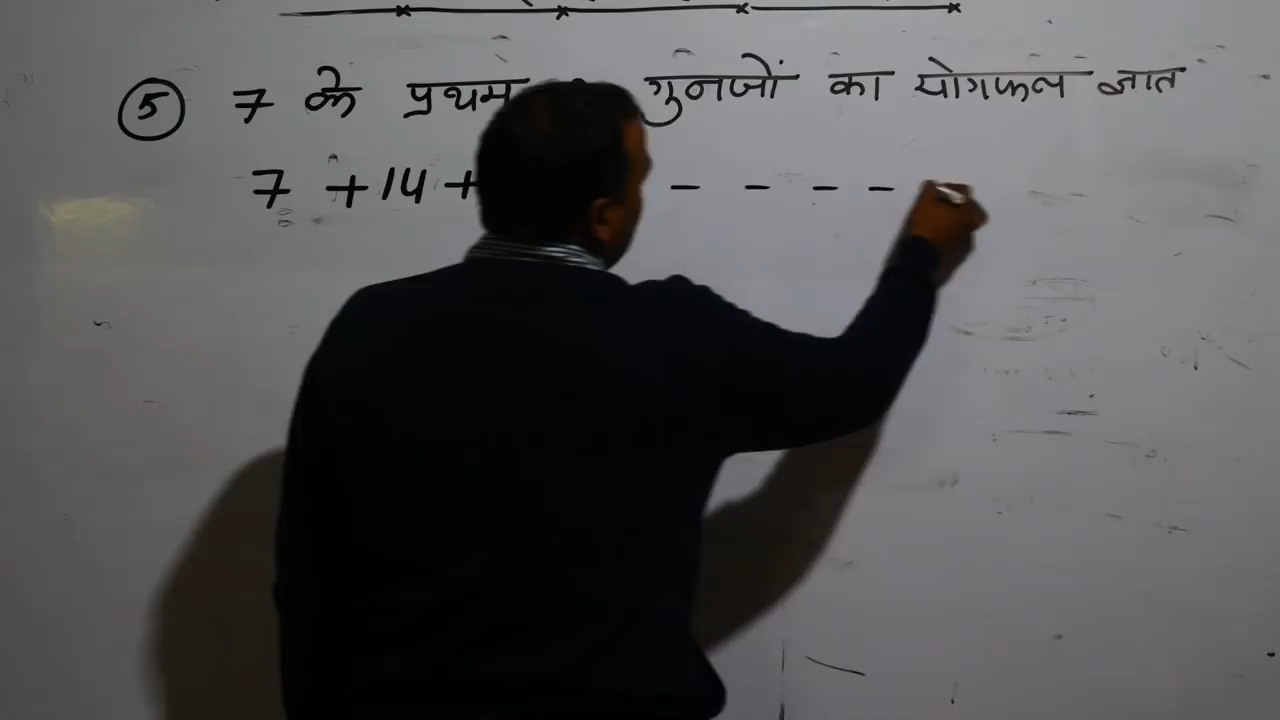 5 7 के प्रथम गुनजों का योगफल ज्ञात
7 + 14 + - - - -